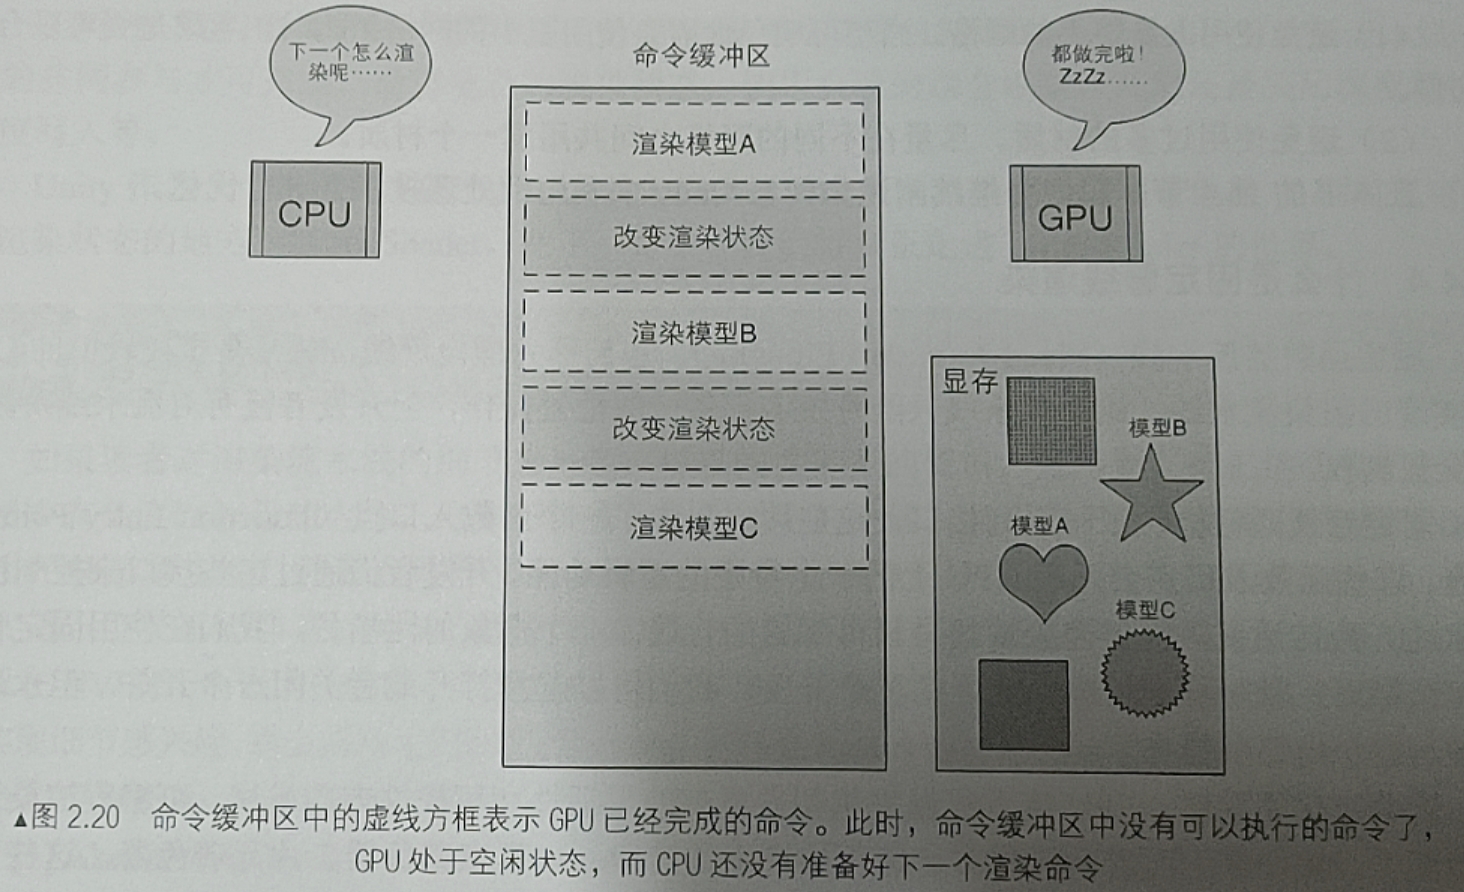 下一个怎么渲
染呢……
命令缓冲区
都做完啦！
ZzZz……
渲染模型A
CPU
GPU
改变渲染状态
渲染模型B
显存
改变渲染状态
模型B
渲染模型C
模型A
模型C
▲图 2.20 命令缓冲区中的虚线方框表示 GPU 已经完成的命令。此时，命令缓冲区中没有可以执行的命令了，
GPU 处于空闲状态，而 CPU 还没有准备好下一个渲染命令